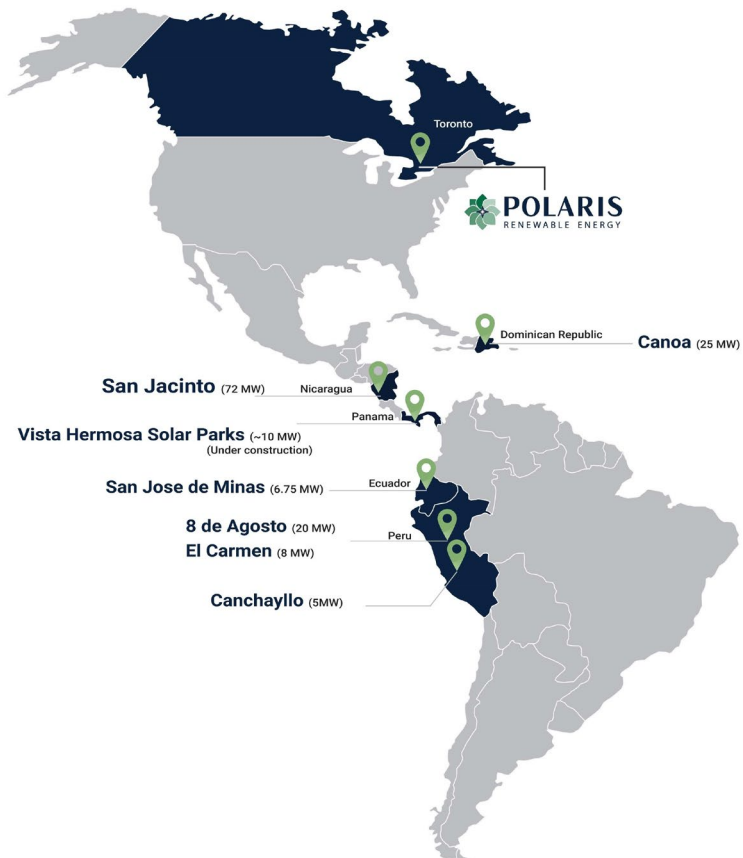 Toronto
POLARIS
RENEWABLE ENERGY
Dominican Republic
Canoa (25 MW)
San Jacinto (72 MW)
Nicaragua
Panama
Vista Hermosa Solar Parks (~10 MW)
(Under construction)
Ecuador
San Jose de Minas (6.75 MW)
8 de Agosto (20 MW)
Peru
El Carmen (8 MW)
Canchayllo (5MW)